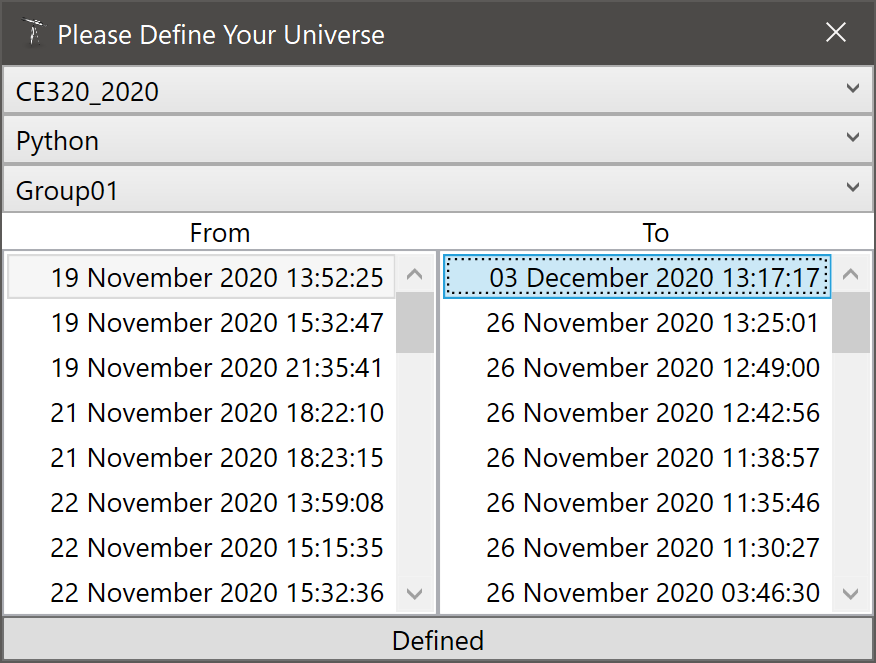 Please Define Your Universe
CE320_2020
Python
Group01
From To
19 November 2020 13:52:25 03 December 2020 13:17:17
19 November 2020 15:32:47 26 November 2020 13:25:01
19 November 2020 21:35:41 26 November 2020 12:49:00
21 November 2020 18:22:10 26 November 2020 12:42:56
21 November 2020 18:23:15 26 November 2020 11:38:57
22 November 2020 13:59:08 26 November 2020 11:35:46
22 November 2020 15:15:35 26 November 2020 11:30:27
22 November 2020 15:32:36 26 November 2020 03:46:30
Defined